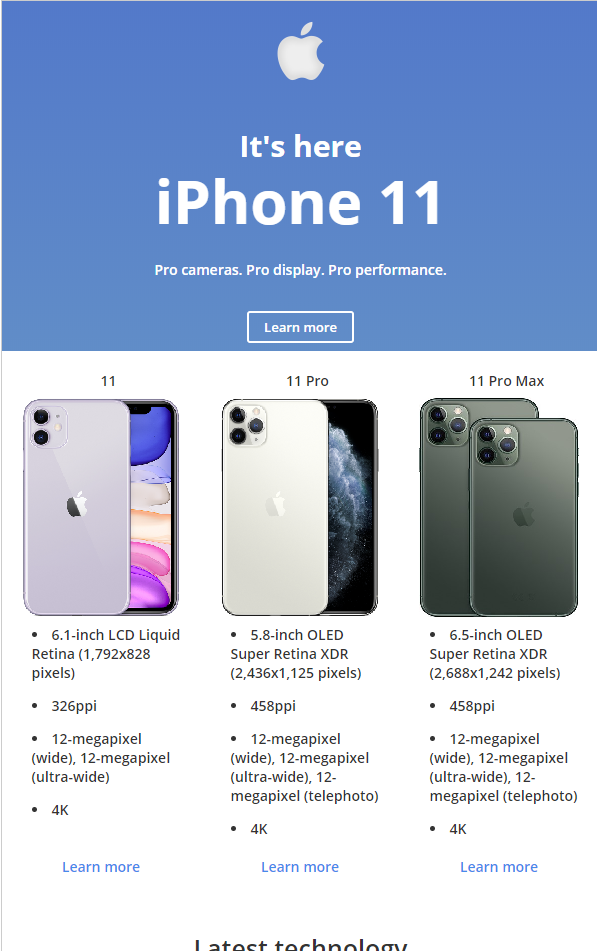 It's here
iPhone 11
Pro cameras. Pro display. Pro performance.
Learn more
11
6.1-inch LCD Liquid
Retina (1,792x828
pixels)
326ppi
12-megapixel
(wide), 12-megapixel
(ultra-wide)
4K
Learn more
11 Pro
5.8-inch OLED
Super Retina XDR
(2,436x1,125 pixels)
458ppi
12-megapixel
(wide), 12-megapixel
(ultra-wide), 12-
megapixel (telephoto)
4K
Learn more
11 Pro Max
6.5-inch OLED
Super Retina XDR
(2,688x1,242 pixels)
458ppi
12-megapixel
(wide), 12-megapixel
(ultra-wide), 12-
megapixel (telephoto)
4K
Learn more
Latest technology